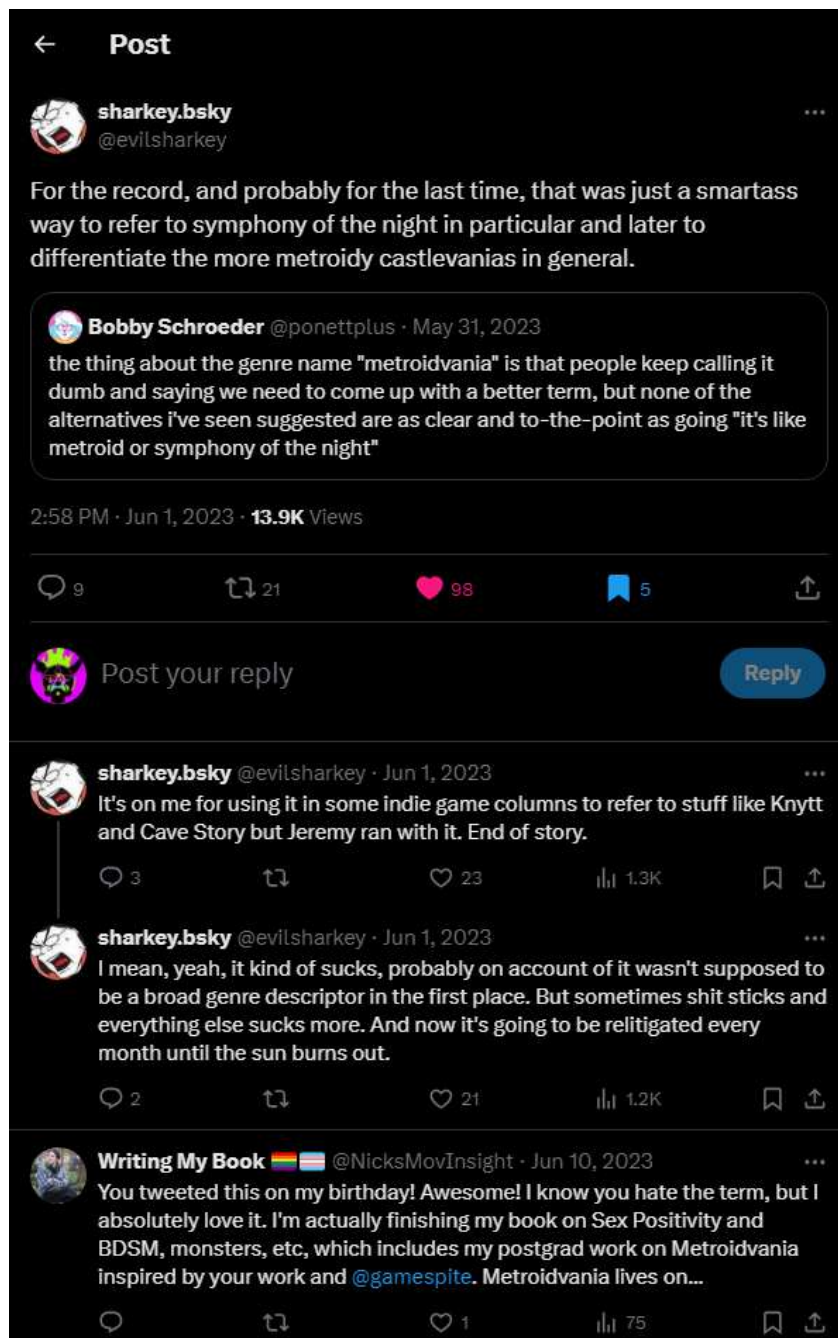 Post
sharkey.bsky
@evilsharkey
For the record, and probably for the last time, that was just a smartass
way to refer to symphony of the night in particular and later to
differentiate the more metroidy castlevanias in general.
Bobby Schroeder @ponettplus · May 31, 2023
the thing about the genre name "metroidvania" is that people keep calling it
dumb and saying we need to come up with a better term, but none of the
alternatives i've seen suggested are as clear and to-the-point as going "it's like
metroid or symphony of the night"
2:58 PM · Jun 1, 2023 · 13.9K Views
9 21 98 5
Post your reply Reply
sharkey.bsky @evilsharkey · Jun 1, 2023
It's on me for using it in some indie game columns to refer to stuff like Knytt
and Cave Story but Jeremy ran with it. End of story.
3 23 1.3K
sharkey.bsky @evilsharkey · Jun 1, 2023
I mean, yeah, it kind of sucks, probably on account of it wasn't supposed to
be a broad genre descriptor in the first place. But sometimes shit sticks and
everything else sucks more. And now it's going to be relitigated every
month until the sun burns out.
2 21 1.2K
Writing My Book 🏳️‍🌈🏳️‍⚧️ @NicksMovInsight · Jun 10, 2023
You tweeted this on my birthday! Awesome! I know you hate the term, but I
absolutely love it. I'm actually finishing my book on Sex Positivity and
BDSM, monsters, etc, which includes my postgrad work on Metroidvania
inspired by your work and @gamespite. Metroidvania lives on...
1 75